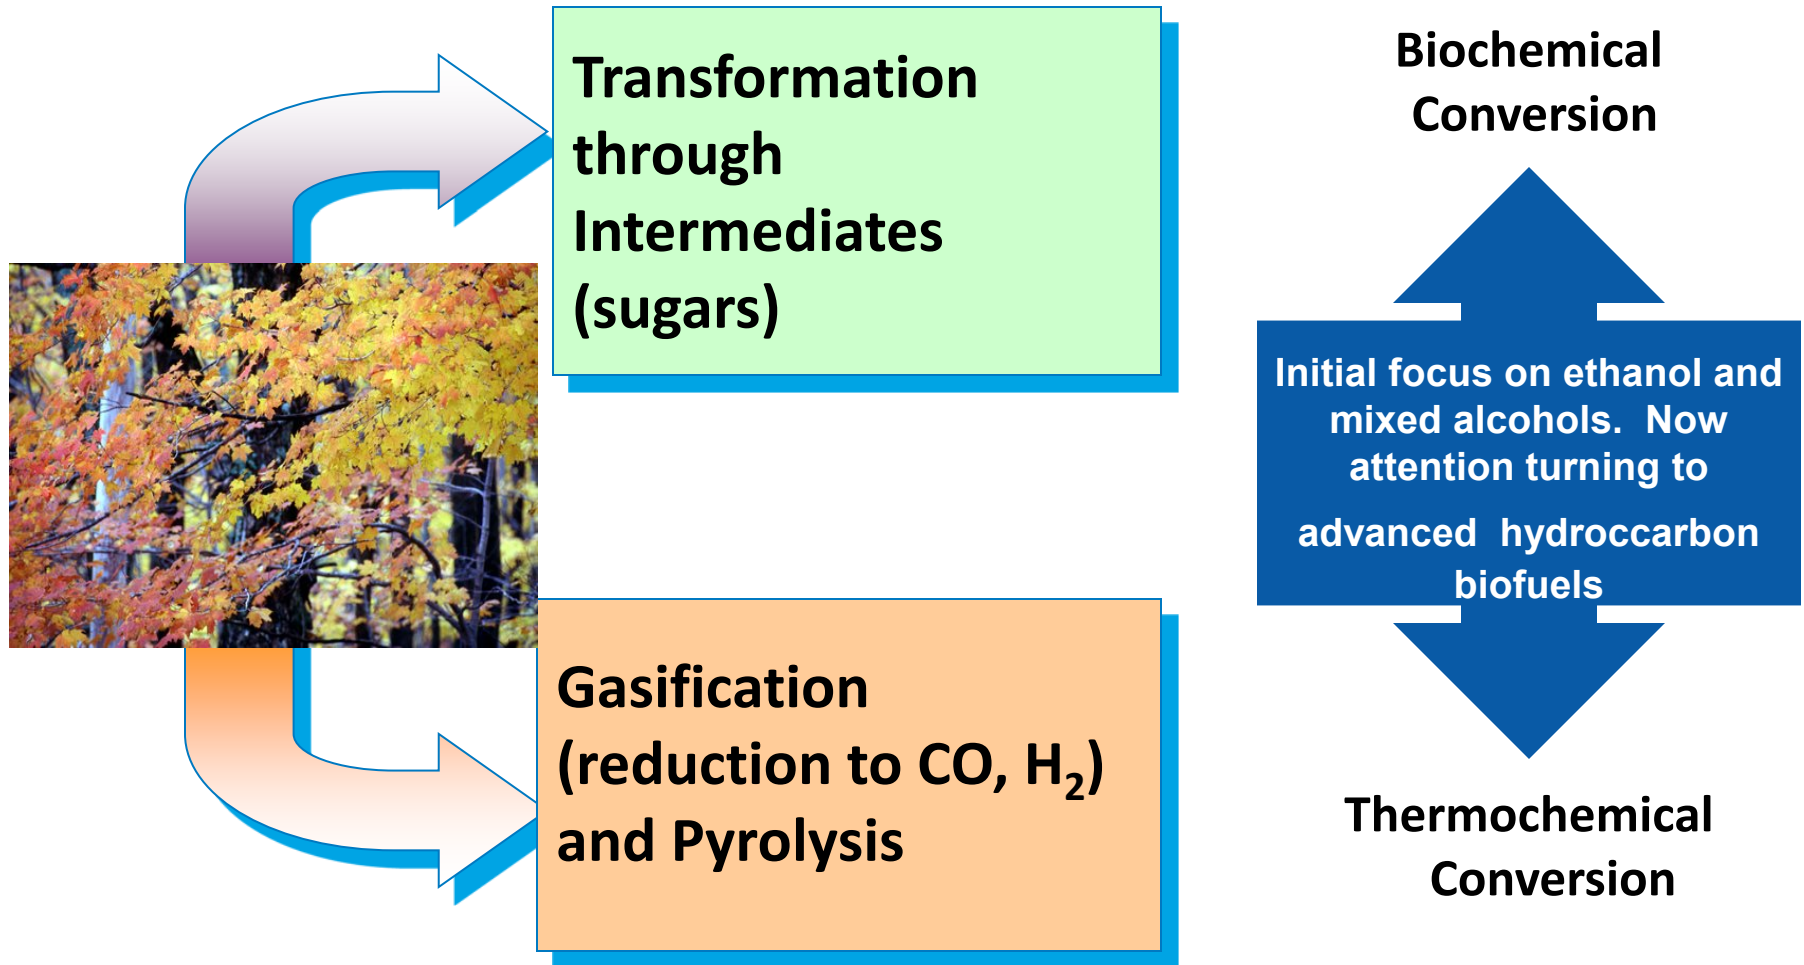 Transformation
through
Intermediates
(sugars)
Biochemical
Conversion
Initial focus on ethanol and
mixed alcohols.  Now
attention turning to
advanced  hydroccarbon
biofuels
Gasification
(reduction to CO, H₂)
and Pyrolysis
Thermochemical
Conversion